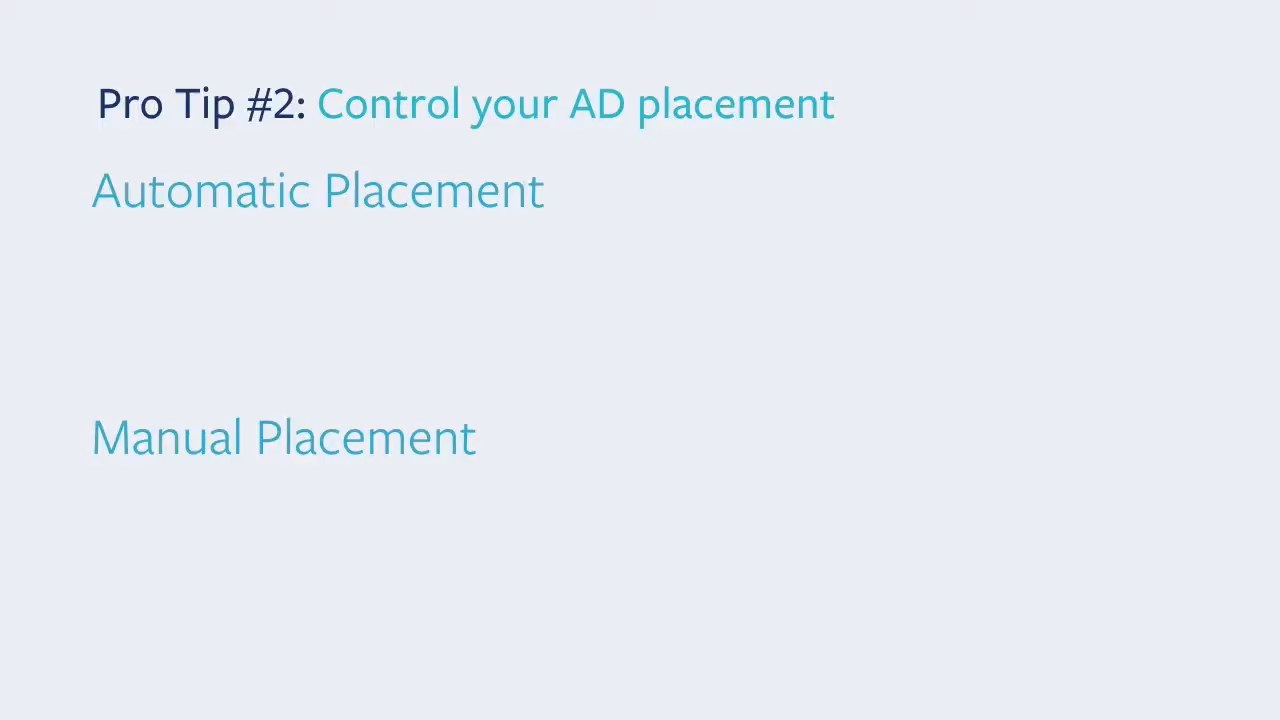 Pro Tip #2: Control your AD placement
Automatic Placement
Manual Placement